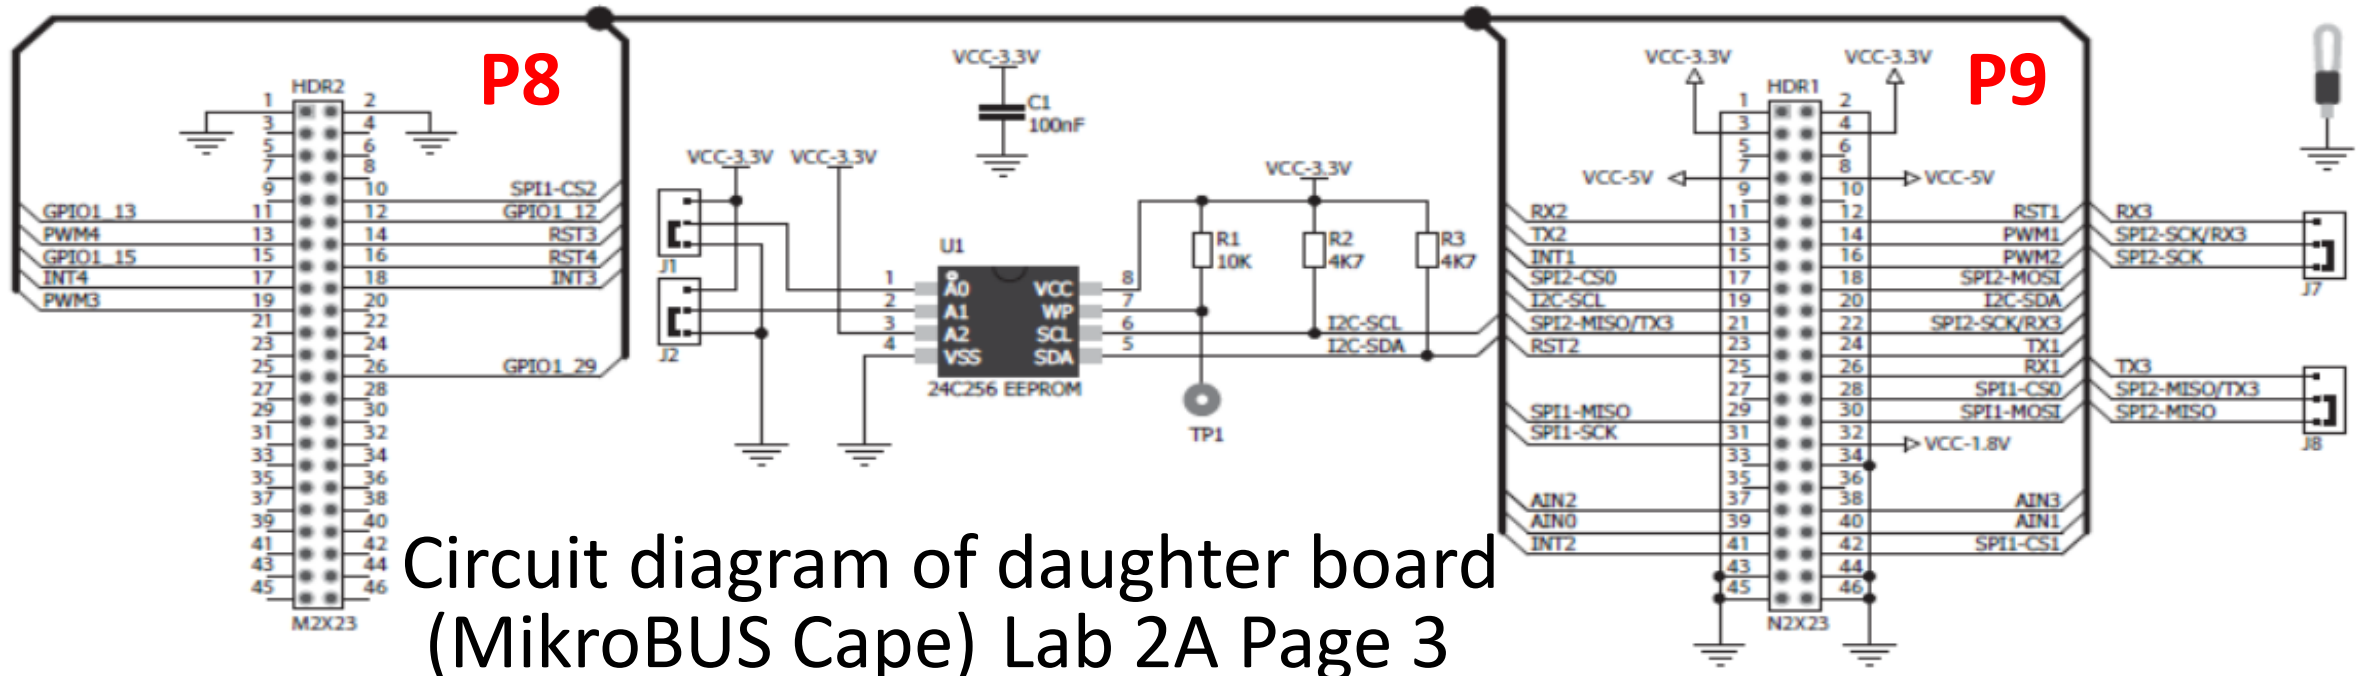 P8
P9
HDR2
1 2
3 4
5 6
7 8
9 10 SPI1-CS2
GPIO1_13 11 12 GPIO1_12
PWM4 13 14 RST3
GPIO1_15 15 16 RST4
INT4 17 18 INT3
PWM3 19 20
21 22
23 24
25 26 GPIO1_29
27 28
29 30
31 32
33 34
35 36
37 38
39 40
41 42
43 44
45 46
M2X23
VCC-3.3V
C1
100nF
VCC-3.3V VCC-3.3V
J1
J2
U1
1 A0 VCC 8
2 A1 WP 7
3 A2 SCL 6 I2C-SCL
4 VSS SDA 5 I2C-SDA
24C256 EEPROM
VCC-3.3V
R1
10K
R2
4K7
R3
4K7
TP1
VCC-3.3V VCC-3.3V
HDR1
1 2
3 4
5 6
VCC-5V 7 8 VCC-5V
9 10
RX2 11 12 RST1
TX2 13 14 PWM1
INT1 15 16 PWM2
SPI2-CS0 17 18 SPI2-MOSI
I2C-SCL 19 20 I2C-SDA
SPI2-MISO/TX3 21 22 SPI2-SCK/RX3
RST2 23 24 TX1
25 26 RX1
27 28 SPI1-CS0
SPI1-MISO 29 30 SPI1-MOSI
SPI1-SCK 31 32 VCC-1.8V
33 34
35 36
AIN2 37 38 AIN3
AIN0 39 40 AIN1
INT2 41 42 SPI1-CS1
43 44
45 46
N2X23
RX3
SPI2-SCK/RX3
SPI2-SCK
J7
TX3
SPI2-MISO/TX3
SPI2-MISO
J8
Circuit diagram of daughter board
(MikroBUS Cape) Lab 2A Page 3